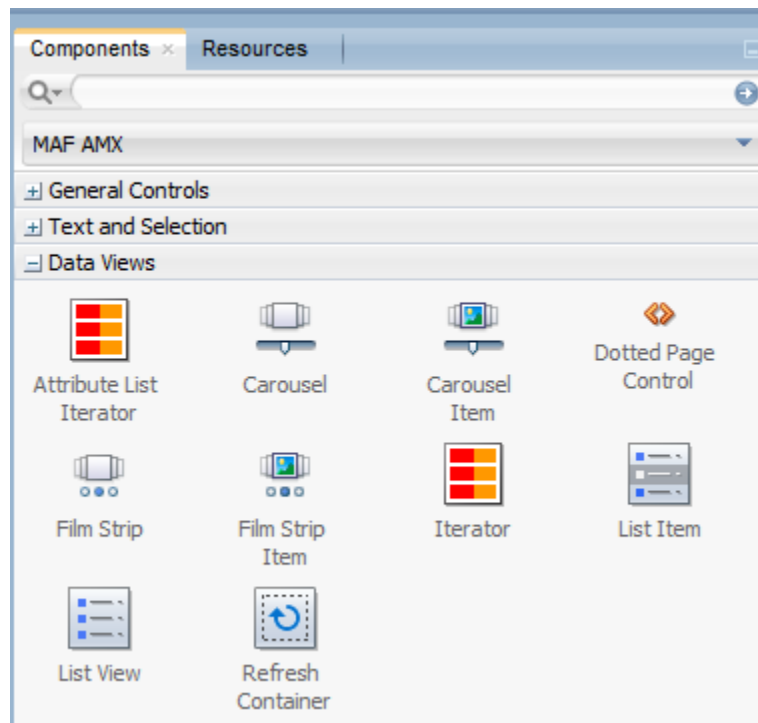 Components Resources
MAF AMX
General Controls
Text and Selection
Data Views
Attribute List Iterator
Carousel
Carousel Item
Dotted Page Control
Film Strip
Film Strip Item
Iterator
List Item
List View
Refresh Container